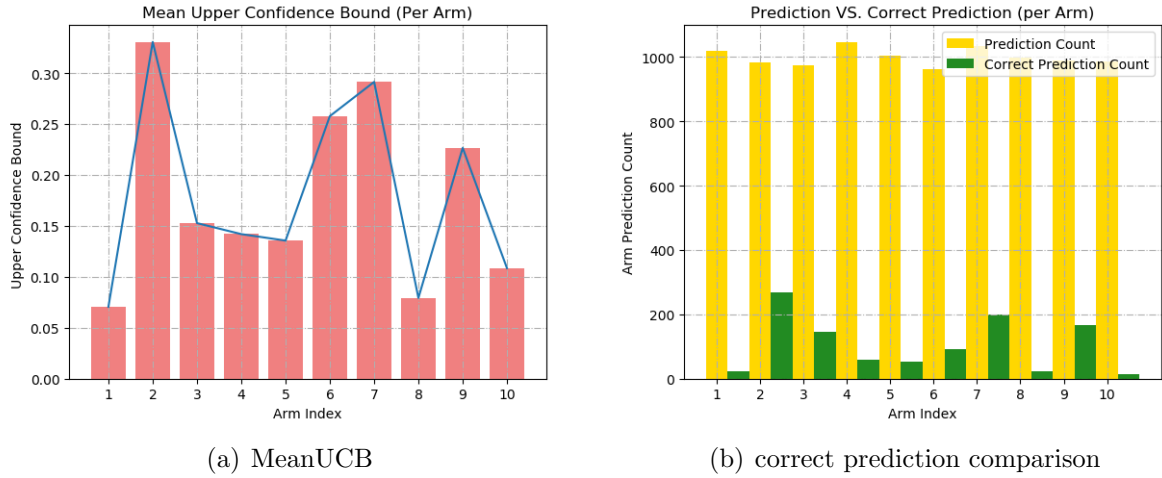 Mean Upper Confidence Bound (Per Arm)
Upper Confidence Bound
0.30
0.25
0.20
0.15
0.10
0.05
0.00
1 2 3 4 5 6 7 8 9 10
Arm Index
(a) MeanUCB
Prediction VS. Correct Prediction (per Arm)
Prediction Count
Correct Prediction Count
Arm Prediction Count
1000
800
600
400
200
0
1 2 3 4 5 6 7 8 9 10
Arm Index
(b) correct prediction comparison